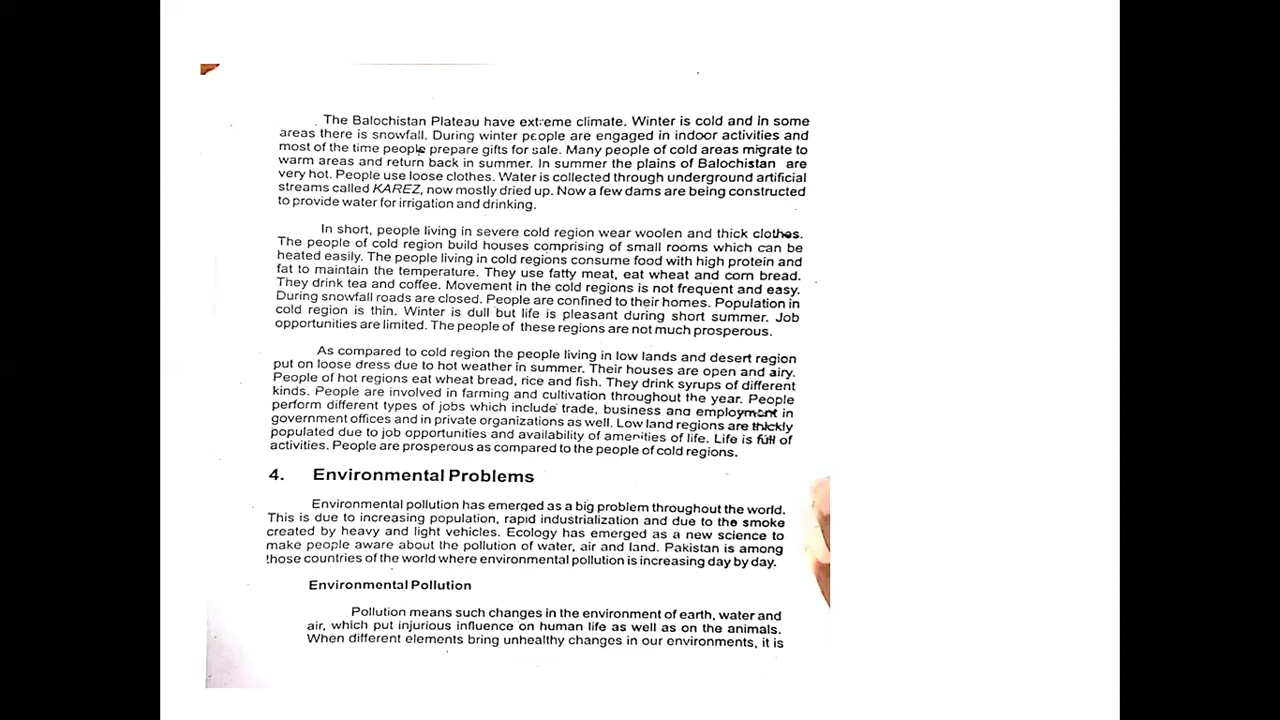 The Balochistan Plateau have extreme climate. Winter is cold and In some
areas there is snowfall. During winter people are engaged in indoor activities and
most of the time people prepare gifts for sale. Many people of cold areas migrate to
warm areas and return back in summer. In summer the plains of Balochistan are
very hot. People use loose clothes. Water is collected through underground artificial
streams called KAREZ, now mostly dried up. Now a few dams are being constructed
to provide water for irrigation and drinking.
In short, people living in severe cold region wear woolen and thick clothes.
The people of cold region build houses comprising of small rooms which can be
heated easily. The people living in cold regions consume food with high protein and
fat to maintain the temperature. They use fatty meat, eat wheat and corn bread.
They drink tea and coffee. Movement in the cold regions is not frequent and easy.
During snowfall roads are closed. People are confined to their homes. Population in
cold region is thin. Winter is dull but life is pleasant during short summer. Job
opportunities are limited. The people of these regions are not much prosperous.
As compared to cold region the people living in low lands and desert region
put on loose dress due to hot weather in summer. Their houses are open and airy.
People of hot regions eat wheat bread, rice and fish. They drink syrups of different
kinds. People are involved in farming and cultivation throughout the year. People
perform different types of jobs which include trade, business and employment in
government offices and in private organizations as well. Low land regions are thickly
populated due to job opportunities and availability of amenities of life. Life is full of
activities. People are prosperous as compared to the people of cold regions.
4. Environmental Problems
Environmental pollution has emerged as a big problem throughout the world.
This is due to increasing population, rapid industrialization and due to the smoke
created by heavy and light vehicles. Ecology has emerged as a new science to
make people aware about the pollution of water, air and land. Pakistan is among
those countries of the world where environmental pollution is increasing day by day.
Environmental Pollution
Pollution means such changes in the environment of earth, water and
air, which put injurious influence on human life as well as on the animals.
When different elements bring unhealthy changes in our environments, it is